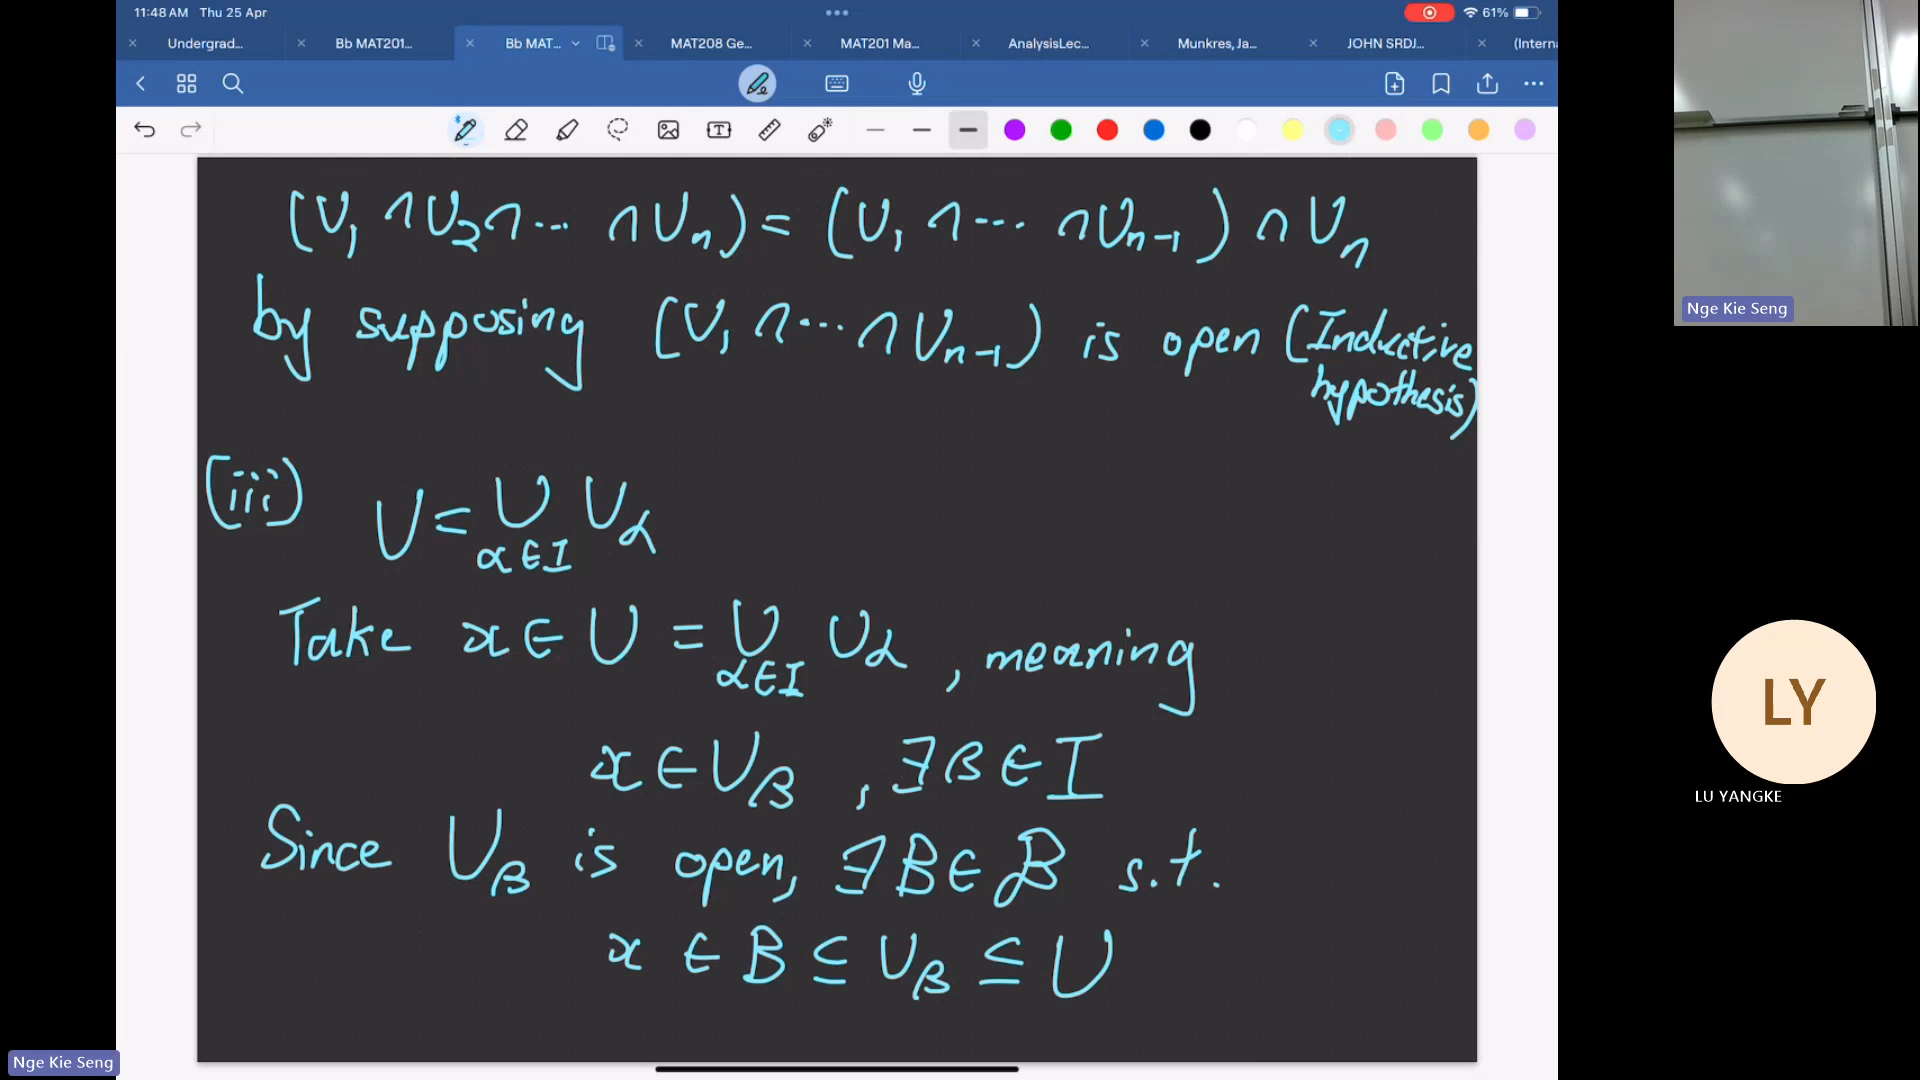 11:48 AM Thu 25 Apr
61%
Undergrad...
Bb MAT201...
Bb MAT...
MAT208 Ge...
MAT201 Ma...
AnalysisLec...
Munkres, Ja...
JOHN SRDJ...
(Intern
(U₁ ∩ U₂ ∩ ... ∩ Uₙ) = (U₁ ∩ ... ∩ Uₙ₋₁) ∩ Uₙ
by supposing (U₁ ∩ ... ∩ Uₙ₋₁) is open (Inductive
hypothesis)
(iii) U = ⋃_{α∈I} U_α
Take x ∈ U = ⋃_{α∈I} U_α , meaning
x ∈ U_β , ∃β ∈ I
Since U_β is open, ∃B ∈ ℬ s.t.
x ∈ B ⊆ U_β ⊆ U
Nge Kie Seng
LY
LU YANGKE
Nge Kie Seng